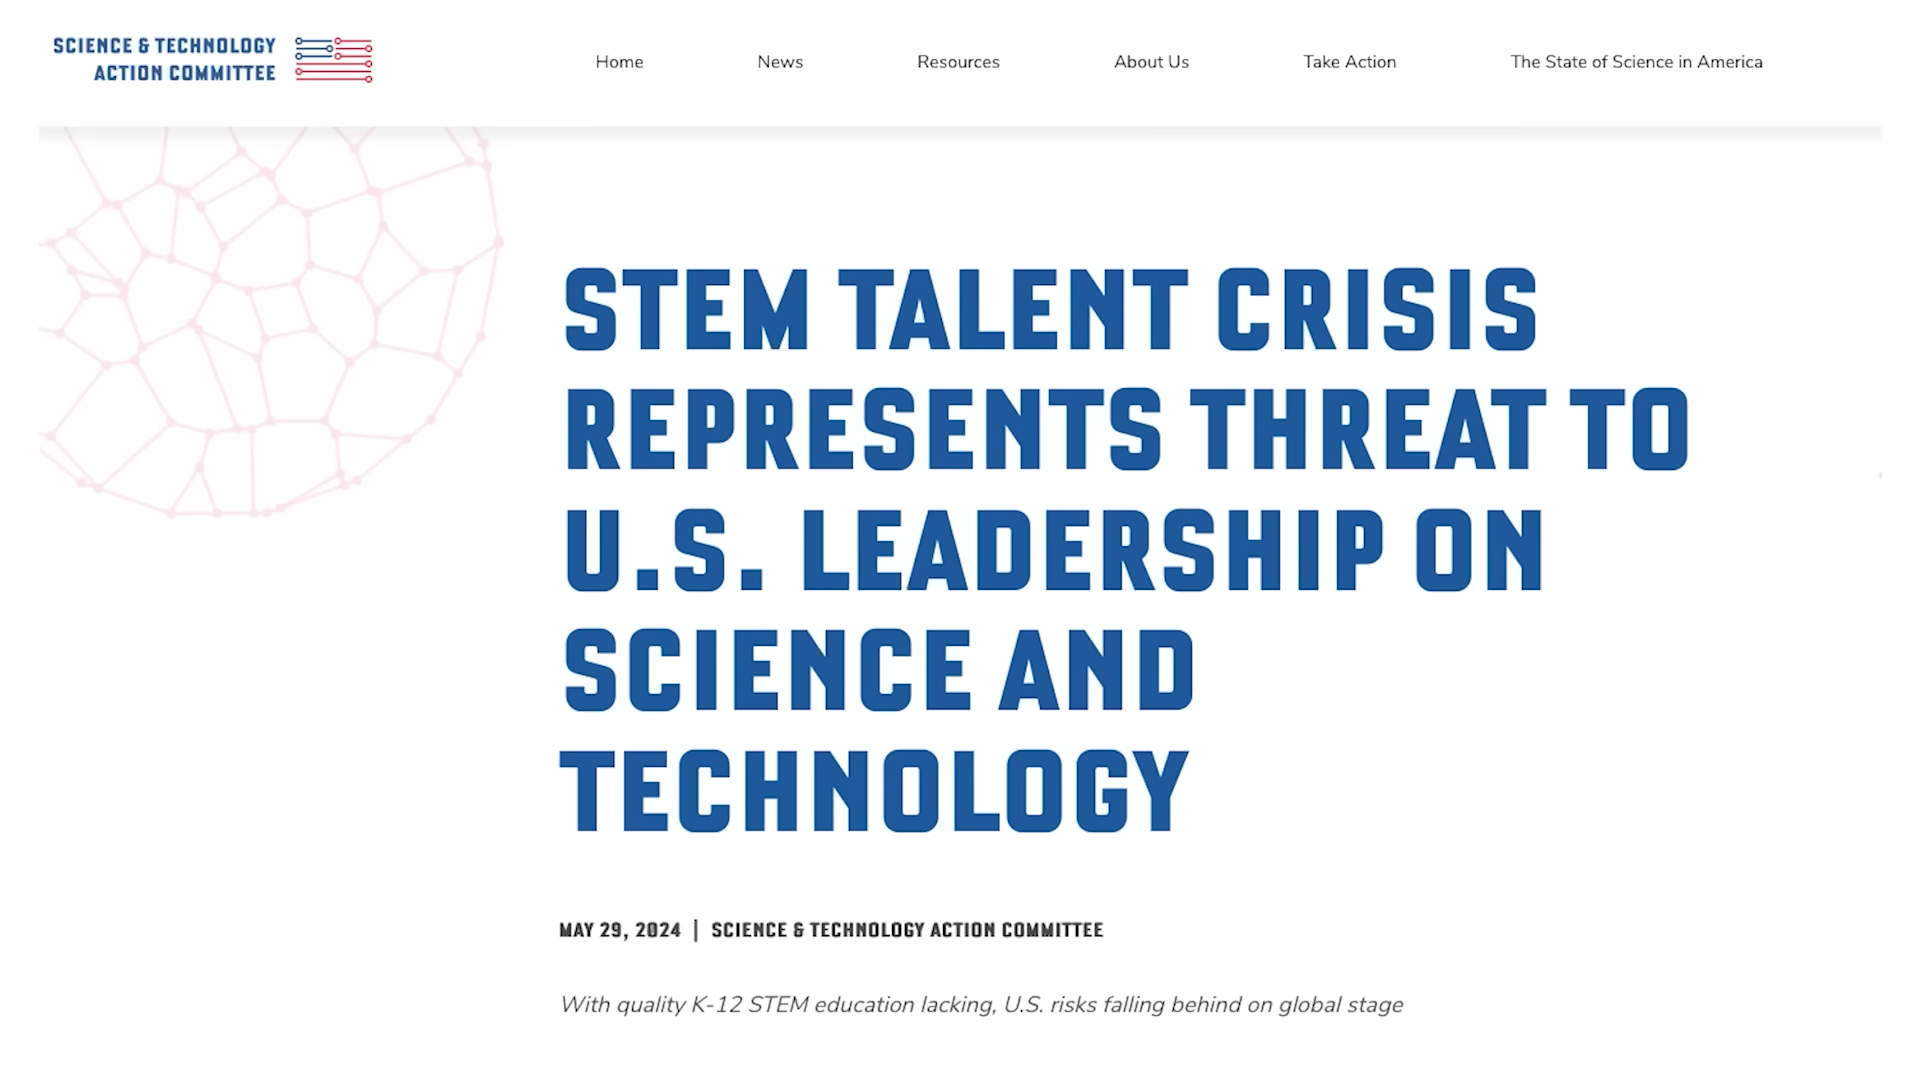 SCIENCE & TECHNOLOGY
ACTION COMMITTEE
Home News Resources About Us Take Action The State of Science in America
STEM TALENT CRISIS
REPRESENTS THREAT TO
U.S. LEADERSHIP ON
SCIENCE AND
TECHNOLOGY
MAY 29, 2024 | SCIENCE & TECHNOLOGY ACTION COMMITTEE
With quality K-12 STEM education lacking, U.S. risks falling behind on global stage